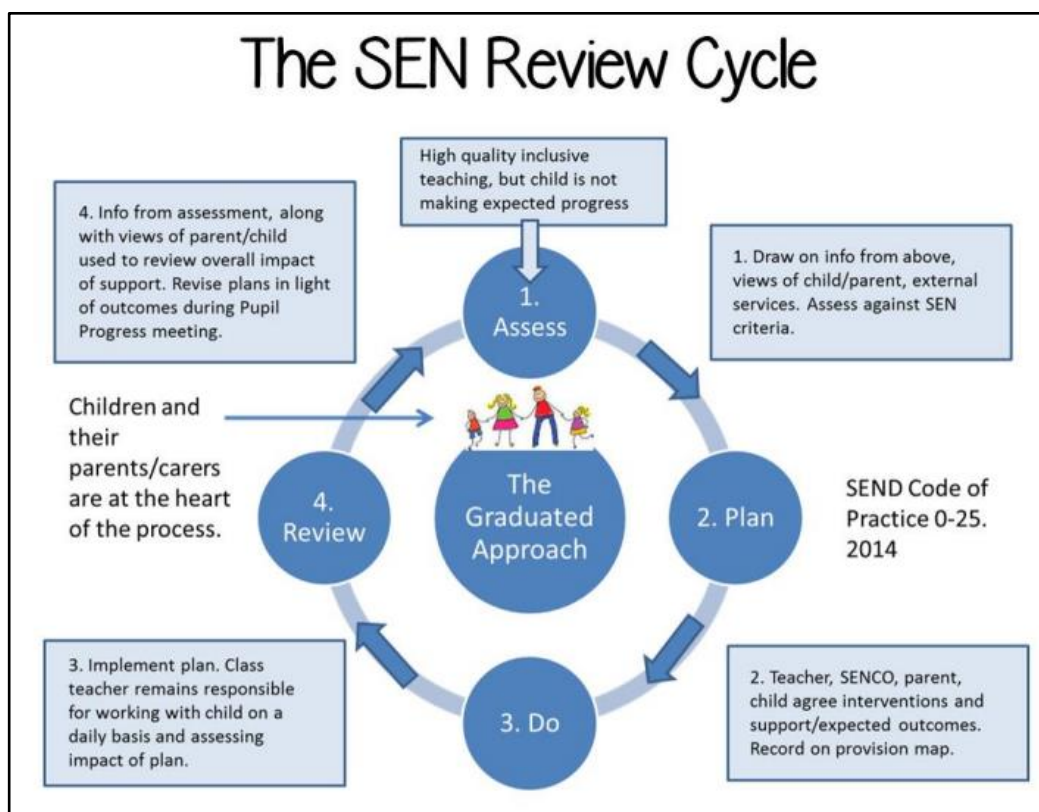 The SEN Review Cycle
High quality inclusive
teaching, but child is not
making expected progress
4. Info from assessment, along
with views of parent/child
used to review overall impact
of support. Revise plans in light
of outcomes during Pupil
Progress meeting.
1. Draw on info from above,
views of child/parent, external
services. Assess against SEN
criteria.
1.
Assess
Children and
their
parents/carers
are at the heart
of the process.
The
Graduated
Approach
4.
Review
2. Plan
SEND Code of
Practice 0-25.
2014
3. Implement plan. Class
teacher remains responsible
for working with child on a
daily basis and assessing
impact of plan.
3. Do
2. Teacher, SENCO, parent,
child agree interventions and
support/expected outcomes.
Record on provision map.